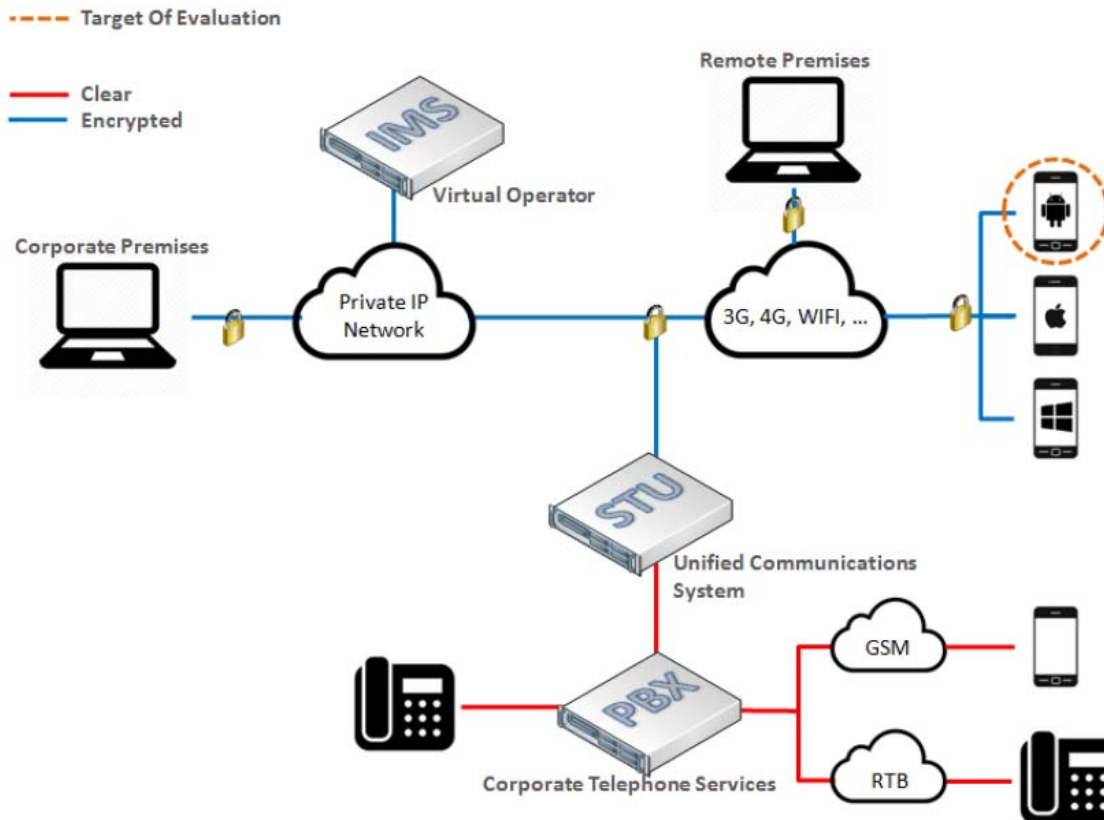 Target Of Evaluation
Clear
Encrypted
IMS
Virtual Operator
Remote Premises
Corporate Premises
Private IP
Network
3G, 4G, WIFI, ...
STU
Unified Communications
System
GSM
PBX
Corporate Telephone Services
RTB